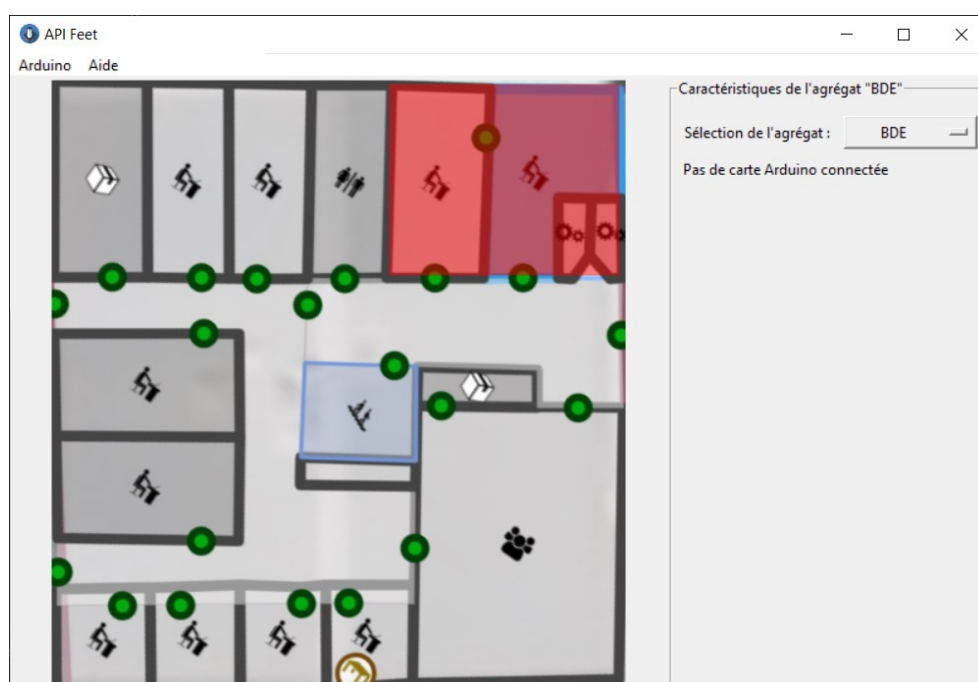 API Feet
Arduino Aide
Caractéristiques de l'agrégat "BDE"
Sélection de l'agrégat : BDE
Pas de carte Arduino connectée